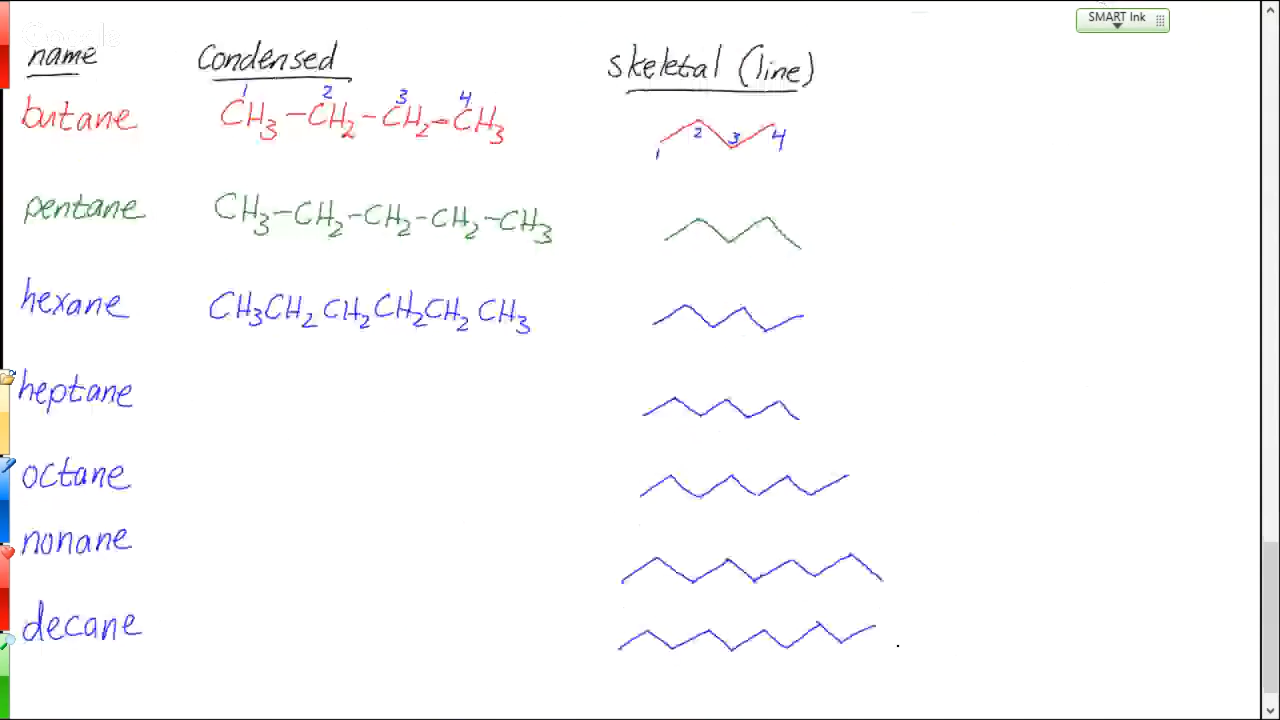 Google
SMART Ink
name Condensed skeletal (line)
1 2 3 4
butane CH3-CH2-CH2-CH3 1 2 3 4
pentane CH3-CH2-CH2-CH2-CH3
hexane CH3CH2CH2CH2CH2CH3
heptane
octane
nonane
decane